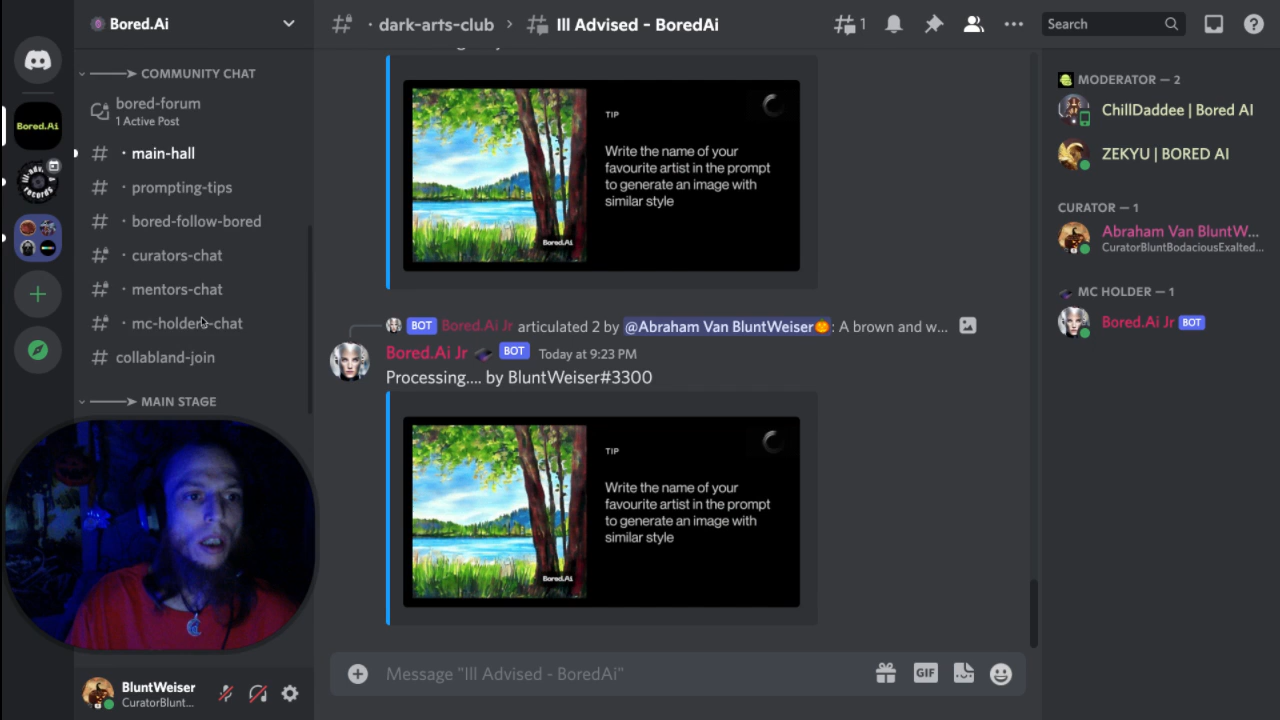 Bored.Ai
COMMUNITY CHAT
bored-forum
1 Active Post
main-hall
prompting-tips
bored-follow-bored
curators-chat
mentors-chat
mc-holders-chat
collabland-join
MAIN STAGE
Bored.Ai
BluntWeiser
CuratorBlunt...
dark-arts-club
Ill Advised - BoredAi
1
Search
TIP
Write the name of your
favourite artist in the prompt
to generate an image with
similar style
Bored.Ai
BOT Bored.Ai Jr articulated 2 by @Abraham Van BluntWeiser🎃: A brown and w...
Bored.Ai Jr BOT Today at 9:23 PM
Processing.... by BluntWeiser#3300
TIP
Write the name of your
favourite artist in the prompt
to generate an image with
similar style
Bored.Ai
Message "Ill Advised - BoredAi"
GIF
MODERATOR — 2
ChillDaddee | Bored AI
ZEKYU | BORED AI
CURATOR — 1
Abraham Van BluntW...
CuratorBluntBodaciousExalted...
MC HOLDER — 1
Bored.Ai Jr BOT